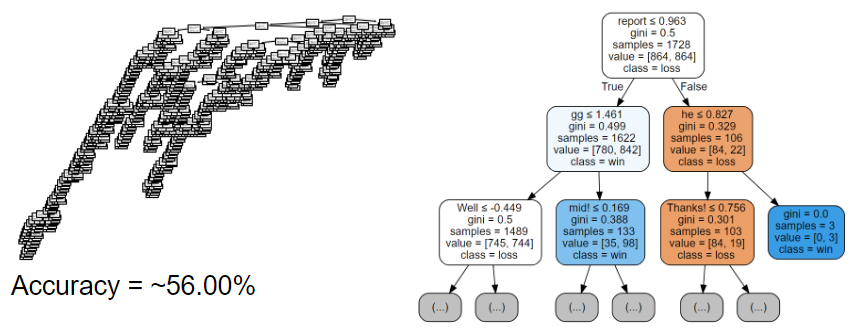 report ≤ 0.963
gini = 0.5
samples = 1728
value = [864, 864]
class = loss
True
False
gg ≤ 1.461
gini = 0.499
samples = 1622
value = [780, 842]
class = win
he ≤ 0.827
gini = 0.329
samples = 106
value = [84, 22]
class = loss
Well ≤ -0.449
gini = 0.5
samples = 1489
value = [745, 744]
class = loss
mid! ≤ 0.169
gini = 0.388
samples = 133
value = [35, 98]
class = win
Thanks! ≤ 0.756
gini = 0.301
samples = 103
value = [84, 19]
class = loss
gini = 0.0
samples = 3
value = [0, 3]
class = win
(...)
(...)
(...)
(...)
(...)
(...)
Accuracy = ~56.00%